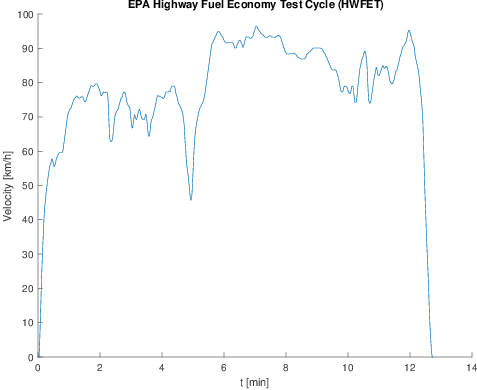 EPA Highway Fuel Economy Test Cycle (HWFET)
100
90
80
70
60
50
40
30
20
10
0
Velocity [km/h]
0 2 4 6 8 10 12 14
t [min]